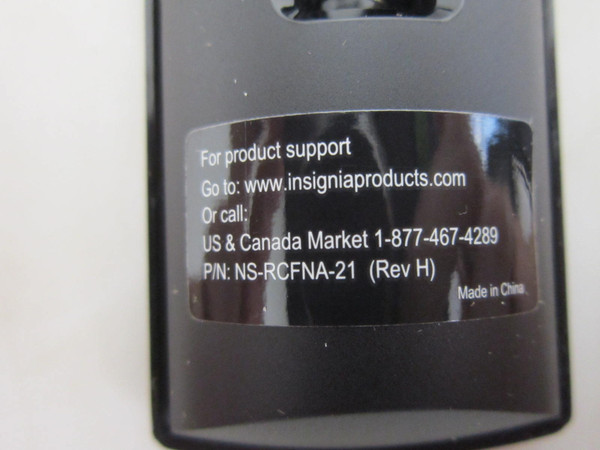 For product support
Go to: www.insigniaproducts.com
Or call:
US & Canada Market 1-877-467-4289
P/N: NS-RCFNA-21 (Rev H)
Made in China